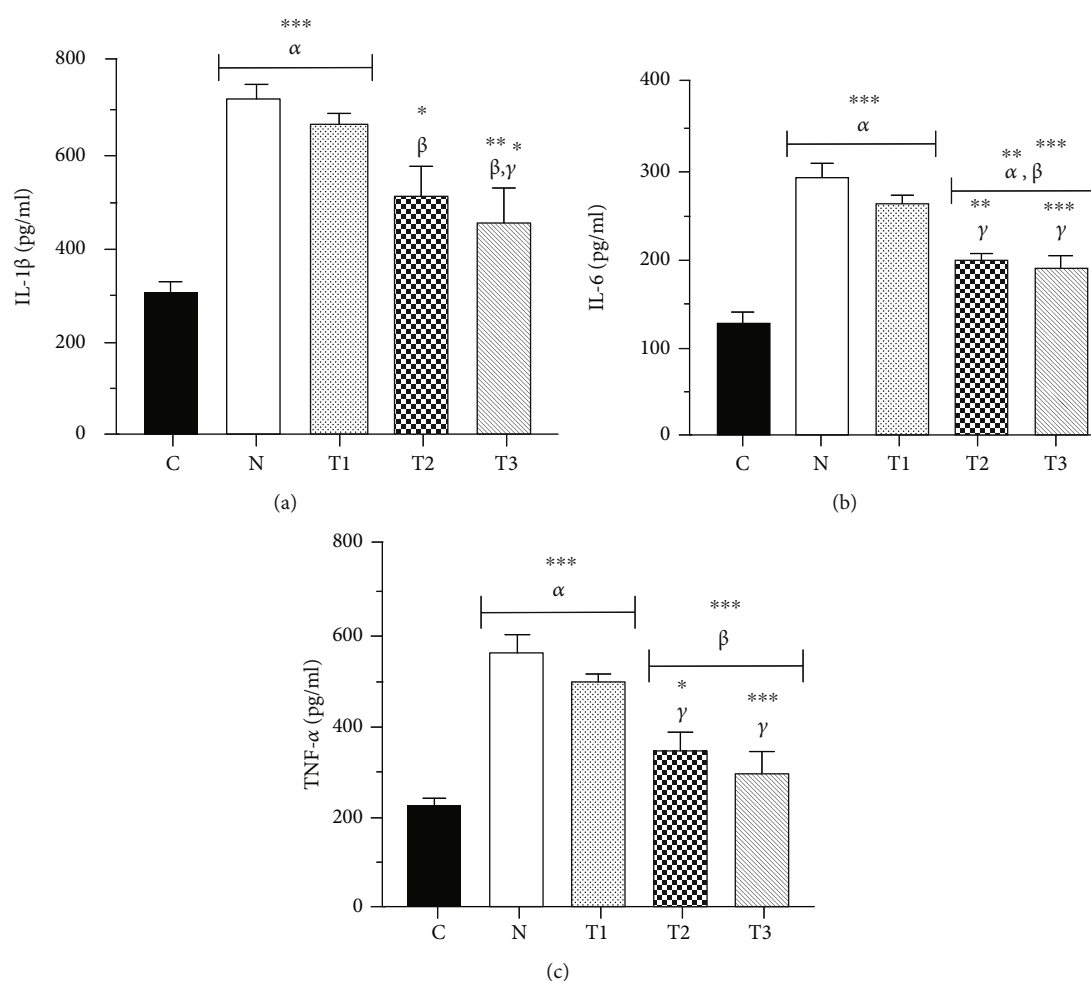 ***
α
*
β
** *
β,γ
800
600
400
200
0
IL-1β (pg/ml)
C N T1 T2 T3
(a)
***
α
** ***
α , β
** ***
γ γ
400
300
200
100
0
IL-6 (pg/ml)
C N T1 T2 T3
(b)
***
α
***
β
* ***
γ γ
800
600
400
200
0
TNF-α (pg/ml)
C N T1 T2 T3
(c)